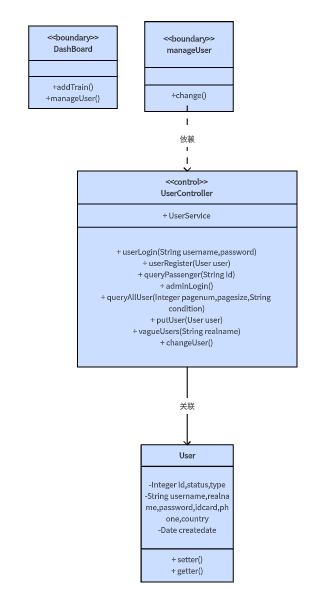 <<boundary>>
DashBoard
+addTrain()
+manageUser()
<<boundary>>
manageUser
+change()
依赖
<<control>>
UserController
+ UserService
+ userLogin(String username,password)
+ userRegister(User user)
+ queryPassenger(String id)
+ adminLogin()
+ queryAllUser(Integer pagenum,pagesize,String
condition)
+ putUser(User user)
+ vagueUsers(String realname)
+ changeUser()
关联
User
-Integer id,status,type
-String username,realna
me,password,idcard,ph
one,country
-Date createdate
+ setter()
+ getter()